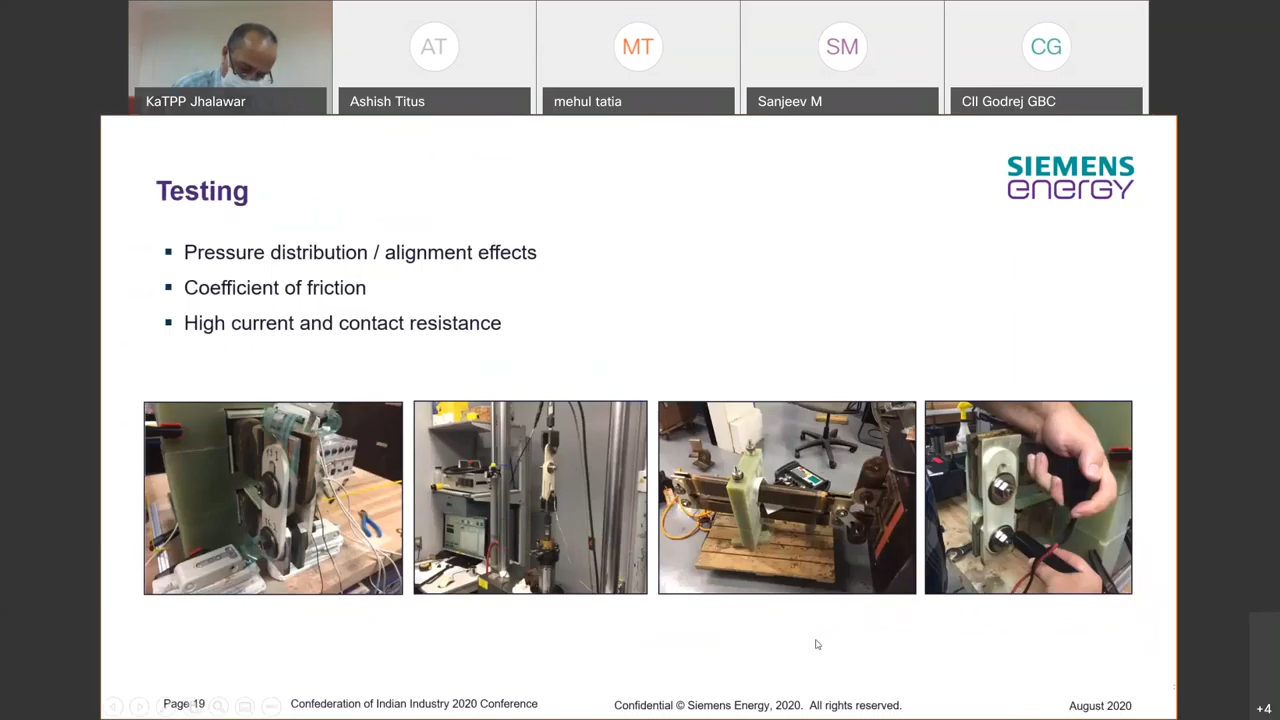 AT
MT
SM
CG
KaTPP Jhalawar
Ashish Titus
mehul tatia
Sanjeev M
CII Godrej GBC
SIEMENS
energy
Testing
▪ Pressure distribution / alignment effects
▪ Coefficient of friction
▪ High current and contact resistance
Page 19
Confederation of Indian Industry 2020 Conference
Confidential © Siemens Energy, 2020. All rights reserved.
August 2020
+4